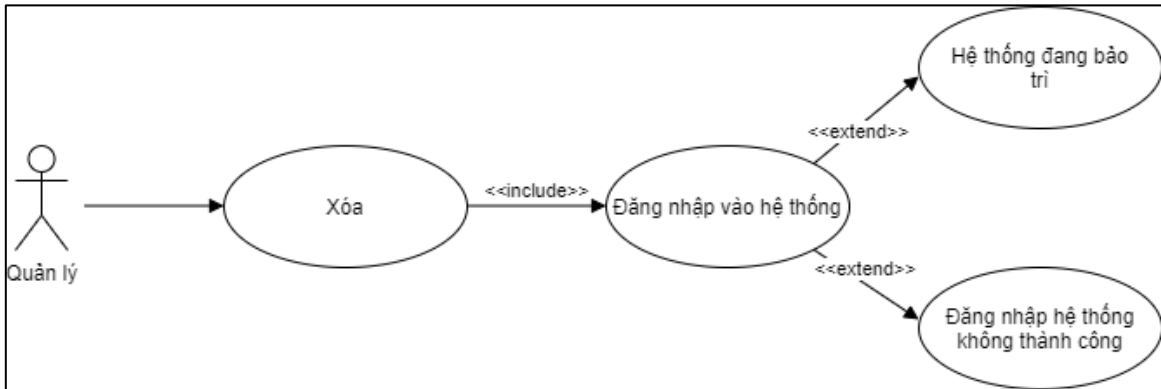 Quản lý
Xóa
<<include>>
Đăng nhập vào hệ thống
<<extend>>
Hệ thống đang bảo
trì
<<extend>>
Đăng nhập hệ thống
không thành công